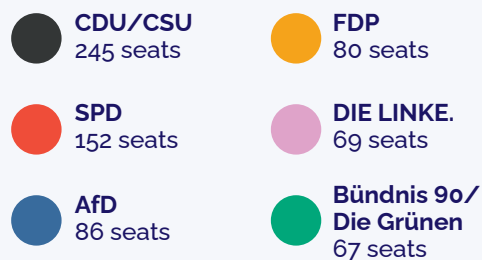 CDU/CSU
245 seats
SPD
152 seats
AfD
86 seats
FDP
80 seats
DIE LINKE.
69 seats
Bündnis 90/
Die Grünen
67 seats